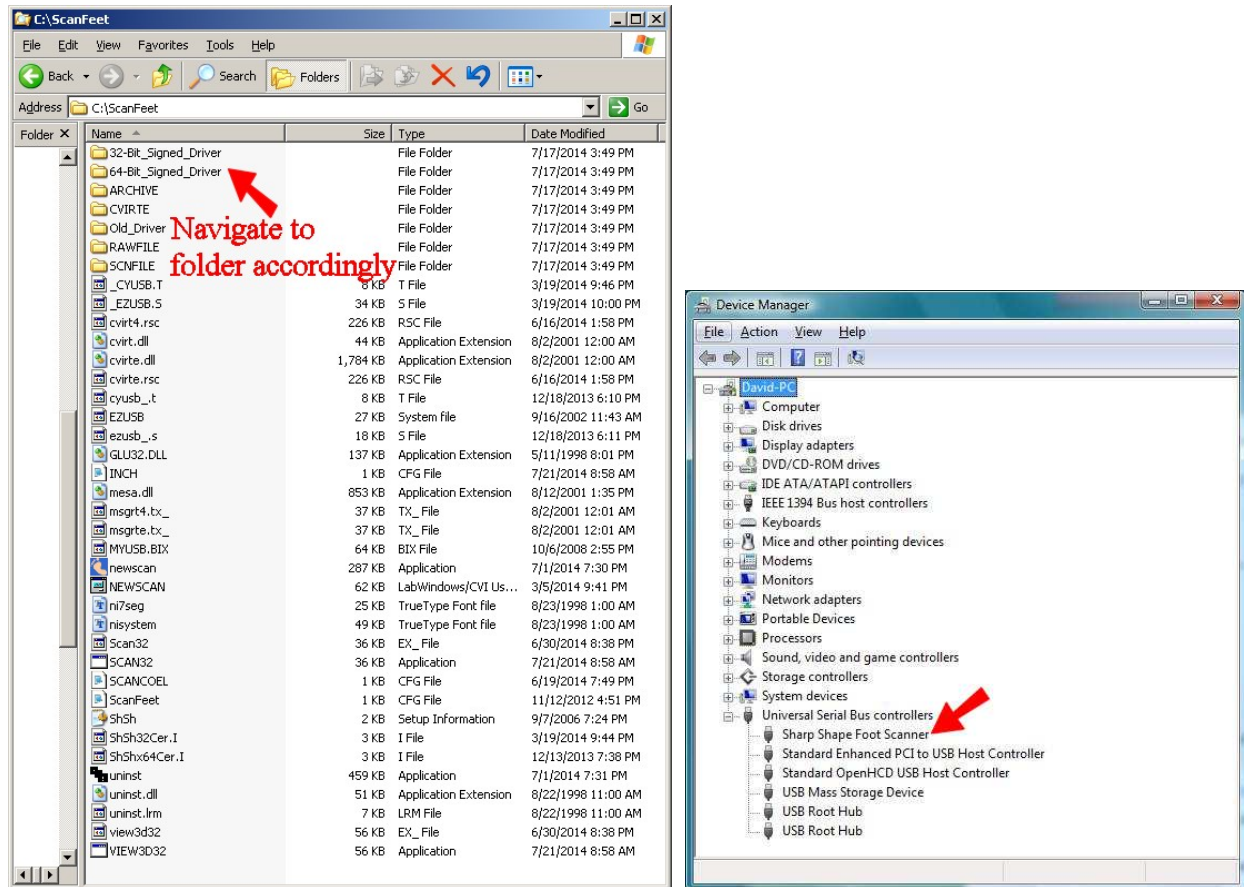 C:\ScanFeet
File Edit View Favorites Tools Help
Back Search Folders
Address C:\ScanFeet Go
Folder X Name Size Type Date Modified
32-Bit_Signed_Driver File Folder 7/17/2014 3:49 PM
64-Bit_Signed_Driver File Folder 7/17/2014 3:49 PM
ARCHIVE File Folder 7/17/2014 3:49 PM
CVIRTE File Folder 7/17/2014 3:49 PM
Old_Driver File Folder 7/17/2014 3:49 PM
RAWFILE File Folder 7/17/2014 3:49 PM
SCNFILE File Folder 7/17/2014 3:49 PM
Navigate to
folder accordingly
_CYUSB.T 8 KB T File 3/19/2014 9:46 PM
_EZUSB.S 34 KB S File 3/19/2014 10:00 PM
cvirt4.rsc 226 KB RSC File 6/16/2014 1:58 PM
cvirt.dll 44 KB Application Extension 8/2/2001 12:00 AM
cvirte.dll 1,784 KB Application Extension 8/2/2001 12:00 AM
cvirte.rsc 226 KB RSC File 6/16/2014 1:58 PM
cyusb_.t 8 KB T File 12/18/2013 6:10 PM
EZUSB 27 KB System file 9/16/2002 11:43 AM
ezusb_.s 18 KB S File 12/18/2013 6:11 PM
GLU32.DLL 137 KB Application Extension 5/11/1998 8:01 PM
INCH 1 KB CFG File 7/21/2014 8:58 AM
mesa.dll 853 KB Application Extension 8/12/2001 1:35 PM
msgrt4.tx_ 37 KB TX_ File 8/2/2001 12:01 AM
msgrte.tx_ 37 KB TX_ File 8/2/2001 12:01 AM
MYUSB.BIX 64 KB BIX File 10/6/2008 2:55 PM
newscan 287 KB Application 7/1/2014 7:30 PM
NEWSCAN 62 KB LabWindows/CVI Us... 3/5/2014 9:41 PM
ni7seg 25 KB TrueType Font file 8/23/1998 1:00 AM
nisystem 49 KB TrueType Font file 8/23/1998 1:00 AM
Scan32 36 KB EX_ File 6/30/2014 8:38 PM
SCAN32 36 KB Application 7/21/2014 8:58 AM
SCANCOEL 1 KB CFG File 6/19/2014 7:49 PM
ScanFeet 1 KB CFG File 11/12/2012 4:51 PM
ShSh 2 KB Setup Information 9/7/2006 7:24 PM
ShSh32Cer.I 3 KB I File 3/19/2014 9:44 PM
ShShx64Cer.I 3 KB I File 12/13/2013 7:38 PM
uninst 459 KB Application 7/1/2014 7:31 PM
uninst.dll 51 KB Application Extension 8/22/1998 11:00 AM
uninst.lrm 7 KB LRM File 8/22/1998 11:00 AM
view3d32 56 KB EX_ File 6/30/2014 8:38 PM
VIEW3D32 56 KB Application 7/21/2014 8:58 AM
Device Manager
File Action View Help
David-PC
Computer
Disk drives
Display adapters
DVD/CD-ROM drives
IDE ATA/ATAPI controllers
IEEE 1394 Bus host controllers
Keyboards
Mice and other pointing devices
Modems
Monitors
Network adapters
Portable Devices
Processors
Sound, video and game controllers
Storage controllers
System devices
Universal Serial Bus controllers
Sharp Shape Foot Scanner
Standard Enhanced PCI to USB Host Controller
Standard OpenHCD USB Host Controller
USB Mass Storage Device
USB Root Hub
USB Root Hub